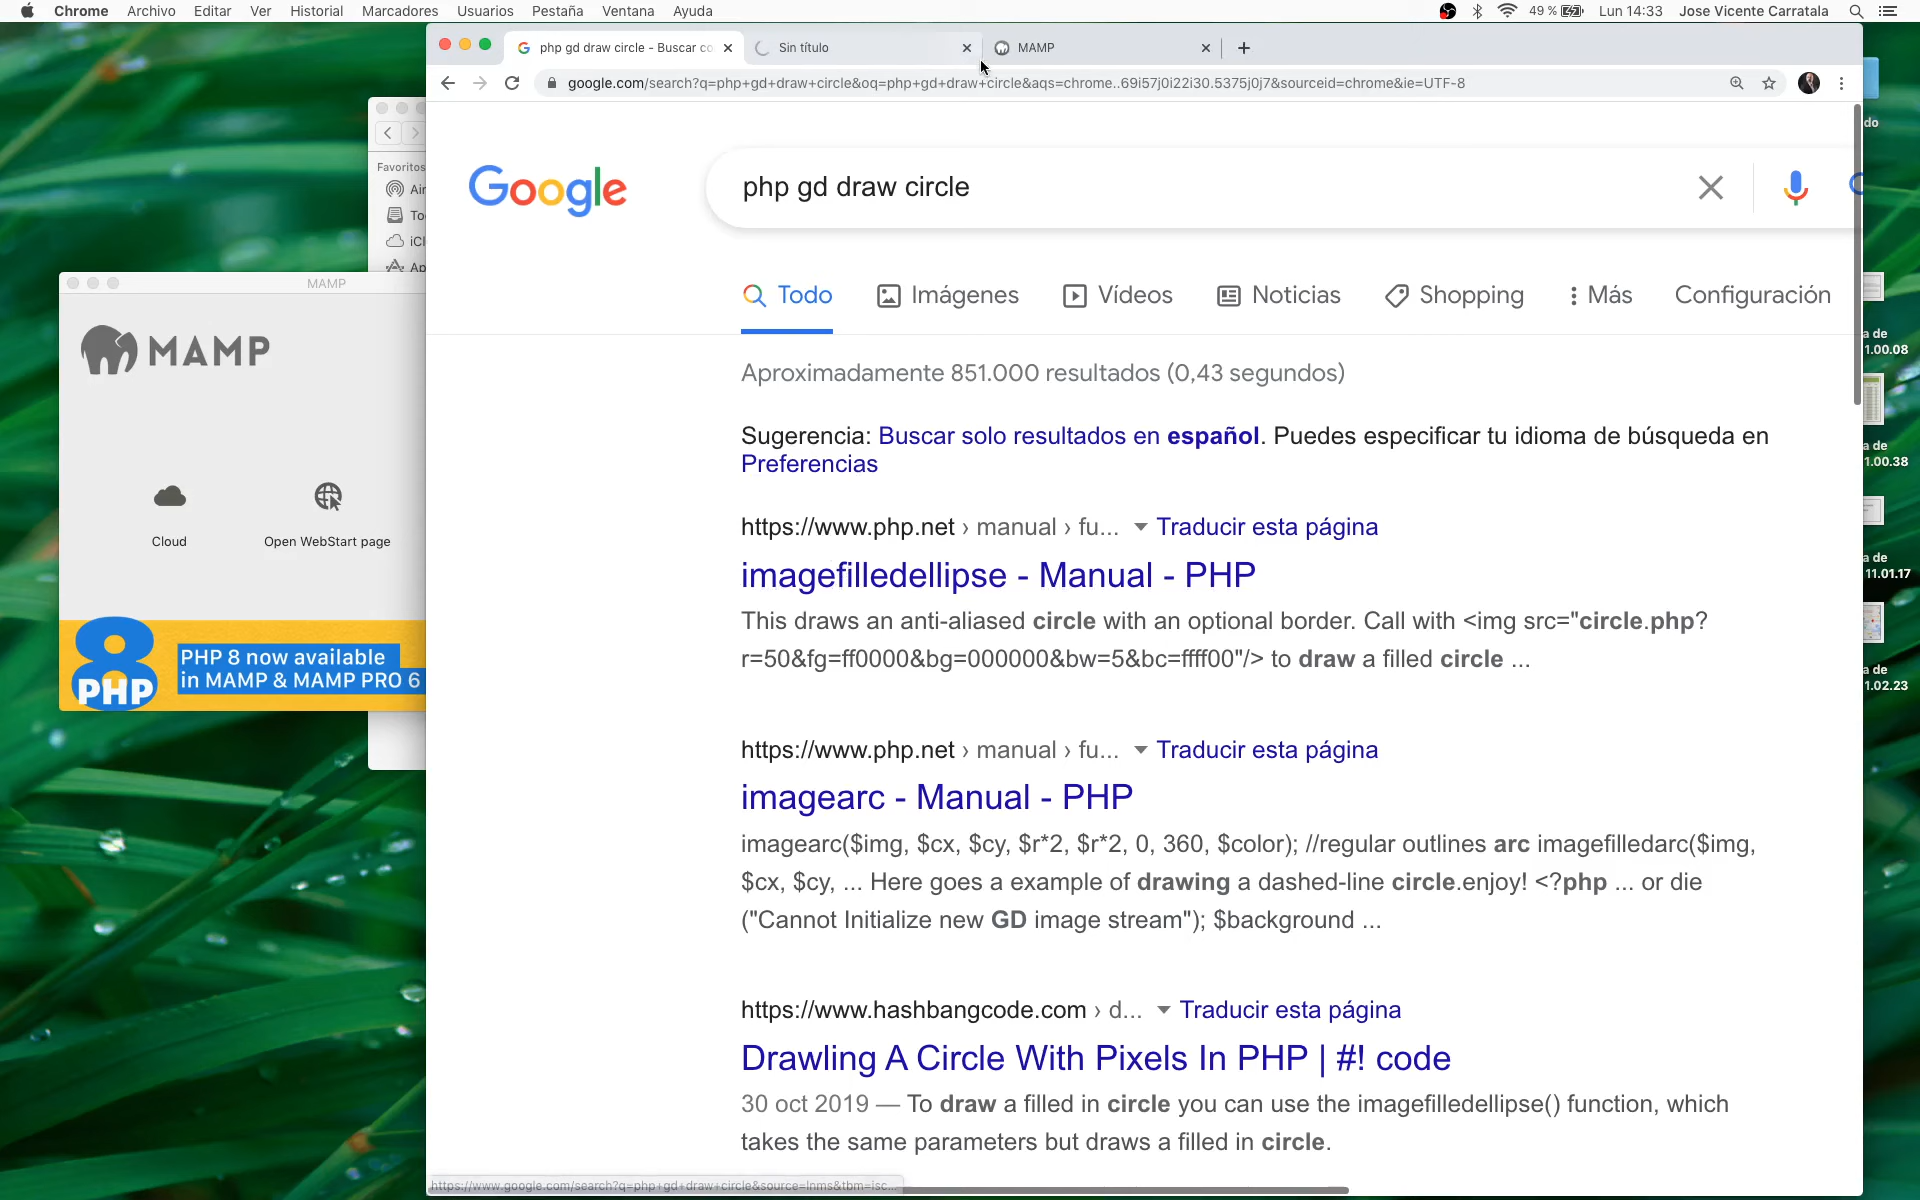 Chrome Archivo Editar Ver Historial Marcadores Usuarios Pestaña Ventana Ayuda 49 % Lun 14:33 Jose Vicente Carratala
php gd draw circle - Buscar co Sin título MAMP
google.com/search?q=php+gd+draw+circle&oq=php+gd+draw+circle&aqs=chrome..69i57j0i22i30.5375j0j7&sourceid=chrome&ie=UTF-8
Favoritos
MAMP
MAMP
Cloud
Open WebStart page
8
PHP
PHP 8 now available
in MAMP & MAMP PRO 6
Google
php gd draw circle
Todo Imágenes Vídeos Noticias Shopping Más Configuración
Aproximadamente 851.000 resultados (0,43 segundos)
Sugerencia: Buscar solo resultados en español. Puedes especificar tu idioma de búsqueda en
Preferencias
https://www.php.net › manual › fu... Traducir esta página
imagefilledellipse - Manual - PHP
This draws an anti-aliased circle with an optional border. Call with <img src="circle.php?
r=50&fg=ff0000&bg=000000&bw=5&bc=ffff00"/> to draw a filled circle ...
https://www.php.net › manual › fu... Traducir esta página
imagearc - Manual - PHP
imagearc($img, $cx, $cy, $r*2, $r*2, 0, 360, $color); //regular outlines arc imagefilledarc($img,
$cx, $cy, ... Here goes a example of drawing a dashed-line circle.enjoy! <?php ... or die
("Cannot Initialize new GD image stream"); $background ...
https://www.hashbangcode.com › d... Traducir esta página
Drawling A Circle With Pixels In PHP | #! code
30 oct 2019 — To draw a filled in circle you can use the imagefilledellipse() function, which
takes the same parameters but draws a filled in circle.
https://www.google.com/search?q=php+gd+draw+circle&source=lnms&tbm=isc...
do
a de
1.00.08
a de
1.00.38
a de
11.01.17
a de
1.02.23